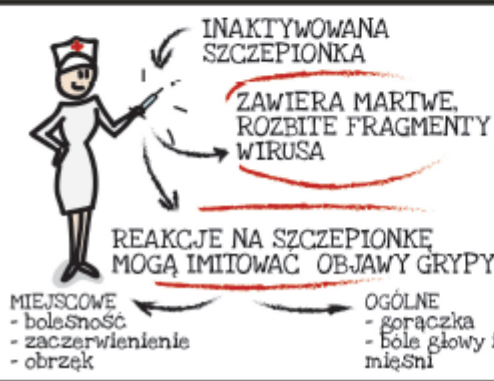 INAKTYWOWANA
SZCZEPIONKA
ZAWIERA MARTWE,
ROZBITE FRAGMENTY
WIRUSA
REAKCJE NA SZCZEPIONKĘ
MOGĄ IMITOWAĆ OBJAWY GRYPY
MIEJSCOWE
- bolesność
- zaczerwienienie
- obrzęk
OGÓLNE
- gorączka
- bóle głowy i
mięśni